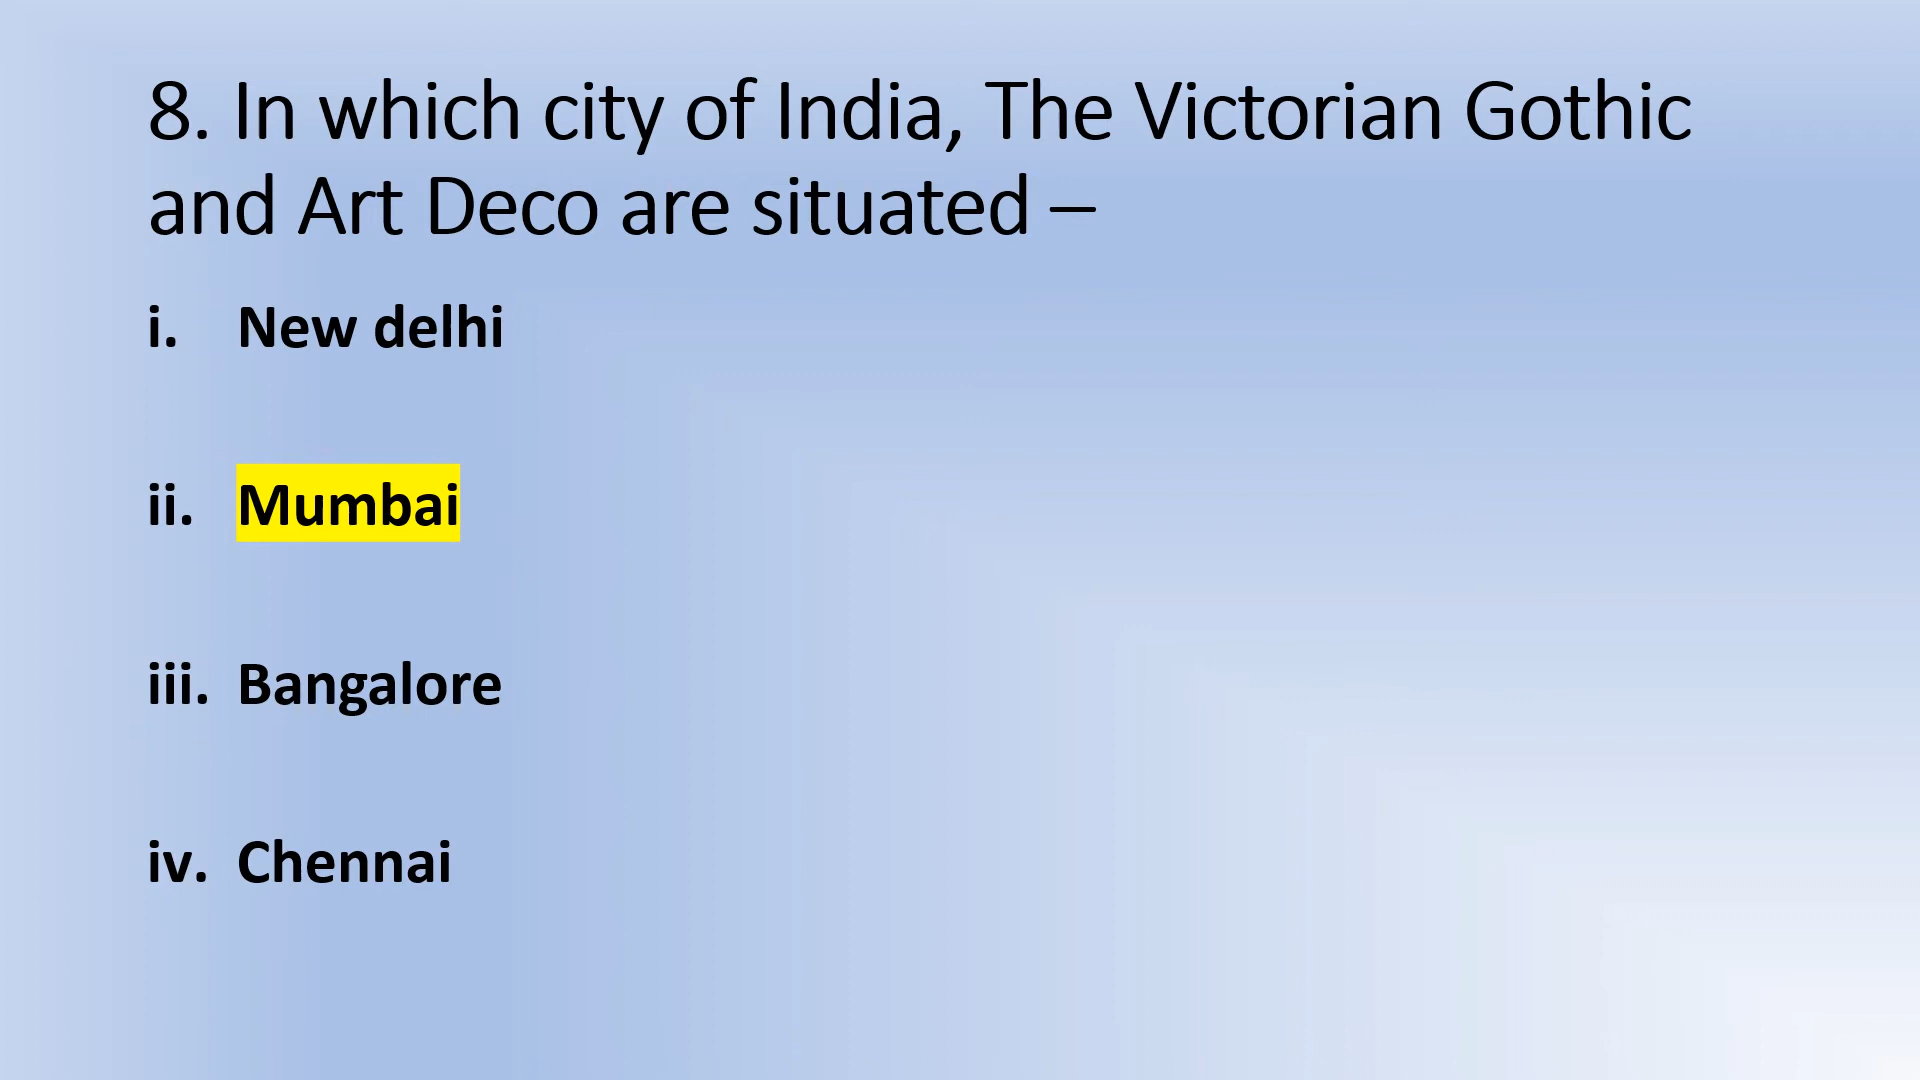 8. In which city of India, The Victorian Gothic
and Art Deco are situated –
i. New delhi
ii. Mumbai
iii. Bangalore
iv. Chennai